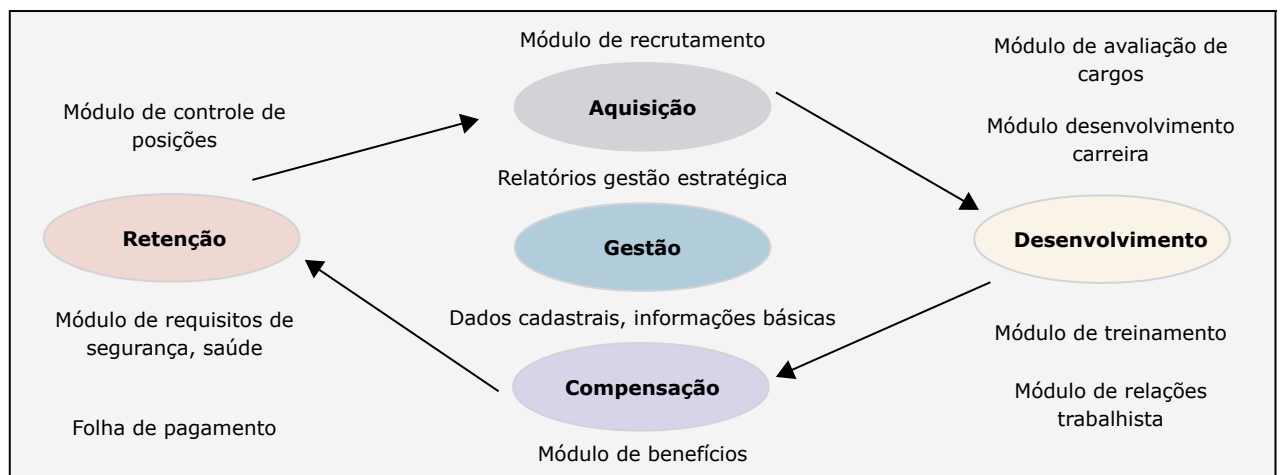 Módulo de recrutamento
Aquisição
Módulo de avaliação de
cargos
Módulo de controle de
posições
Módulo desenvolvimento
carreira
Relatórios gestão estratégica
Retenção
Gestão
Desenvolvimento
Módulo de requisitos de
segurança, saúde
Dados cadastrais, informações básicas
Módulo de treinamento
Compensação
Módulo de relações
trabalhista
Folha de pagamento
Módulo de benefícios